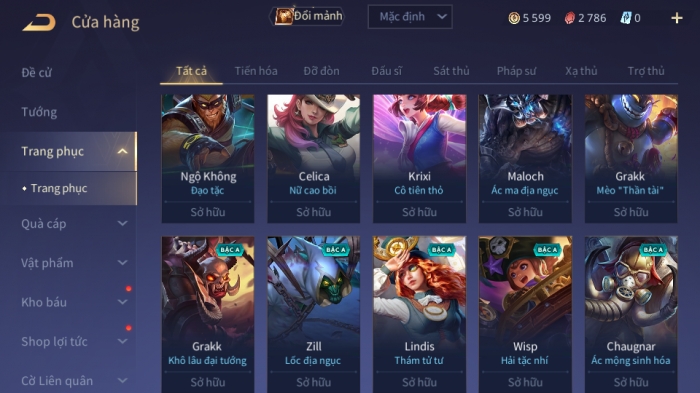 Cửa hàng
Đổi mảnh
Mặc định
5 599
2 786
0
Đề cử
Tướng
Trang phục
Trang phục
Quà cáp
Vật phẩm
Kho báu
Shop lợi tức
Cờ Liên quân
Tất cả
Tiến hóa
Đỡ đòn
Đấu sĩ
Sát thủ
Pháp sư
Xạ thủ
Trợ thủ
Ngộ Không
Đạo tặc
Sở hữu
Celica
Nữ cao bồi
Sở hữu
Krixi
Cô tiên thỏ
Sở hữu
Maloch
Ác ma địa ngục
Sở hữu
Grakk
Mèo "Thần tài"
Sở hữu
Grakk
Khô lâu đại tướng
Sở hữu
BẬC A
Zill
Lốc địa ngục
Sở hữu
BẬC A
Lindis
Thám tử tư
Sở hữu
BẬC A
Wisp
Hải tặc nhí
Sở hữu
BẬC A
Chaugnar
Ác mộng sinh hóa
Sở hữu
BẬC A